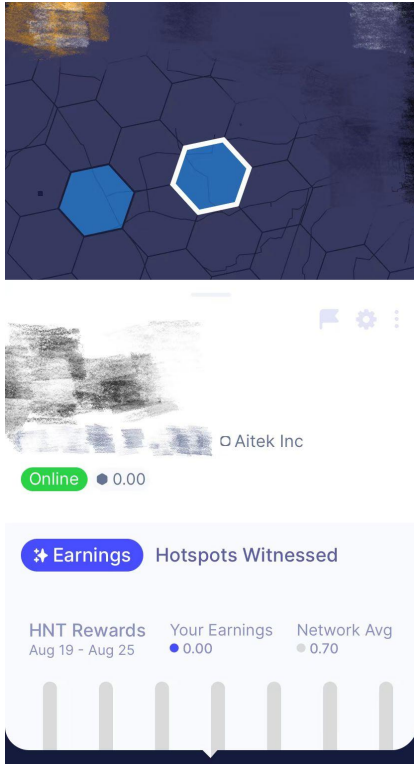 Aitek Inc
Online 0.00
Earnings Hotspots Witnessed
HNT Rewards Your Earnings Network Avg
Aug 19 - Aug 25 0.00 0.70